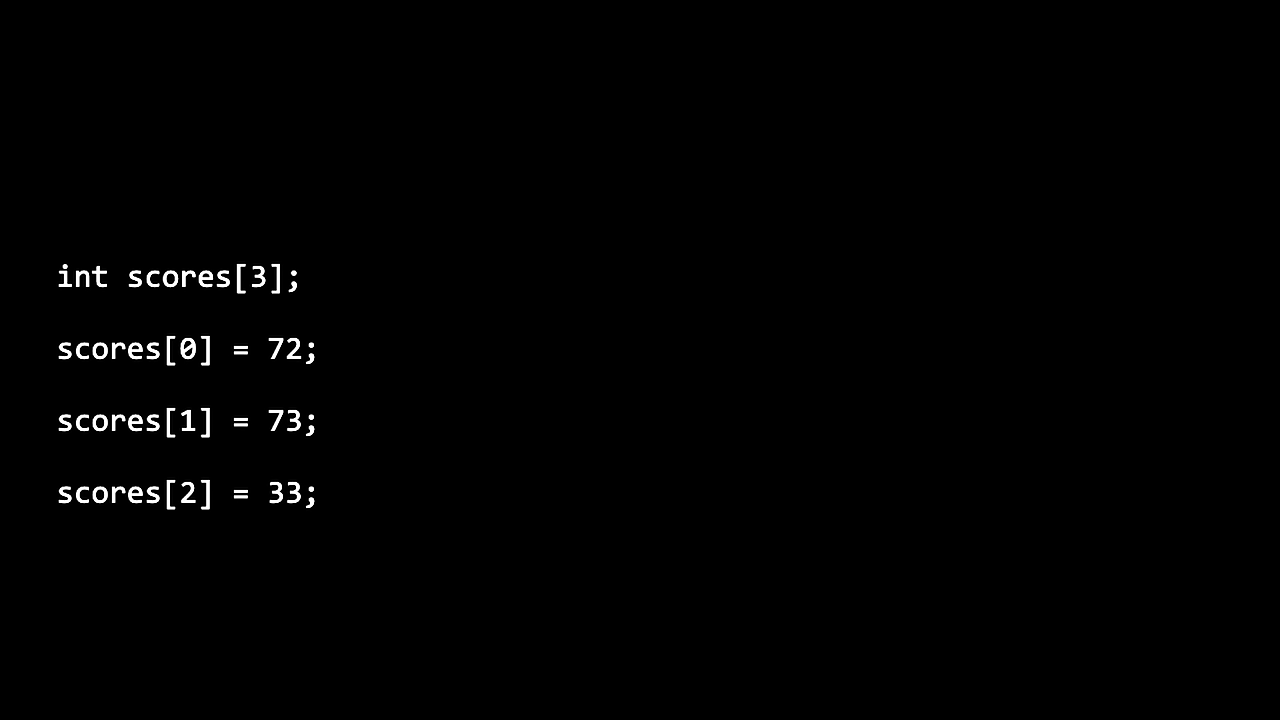 int scores[3];
scores[0] = 72;
scores[1] = 73;
scores[2] = 33;